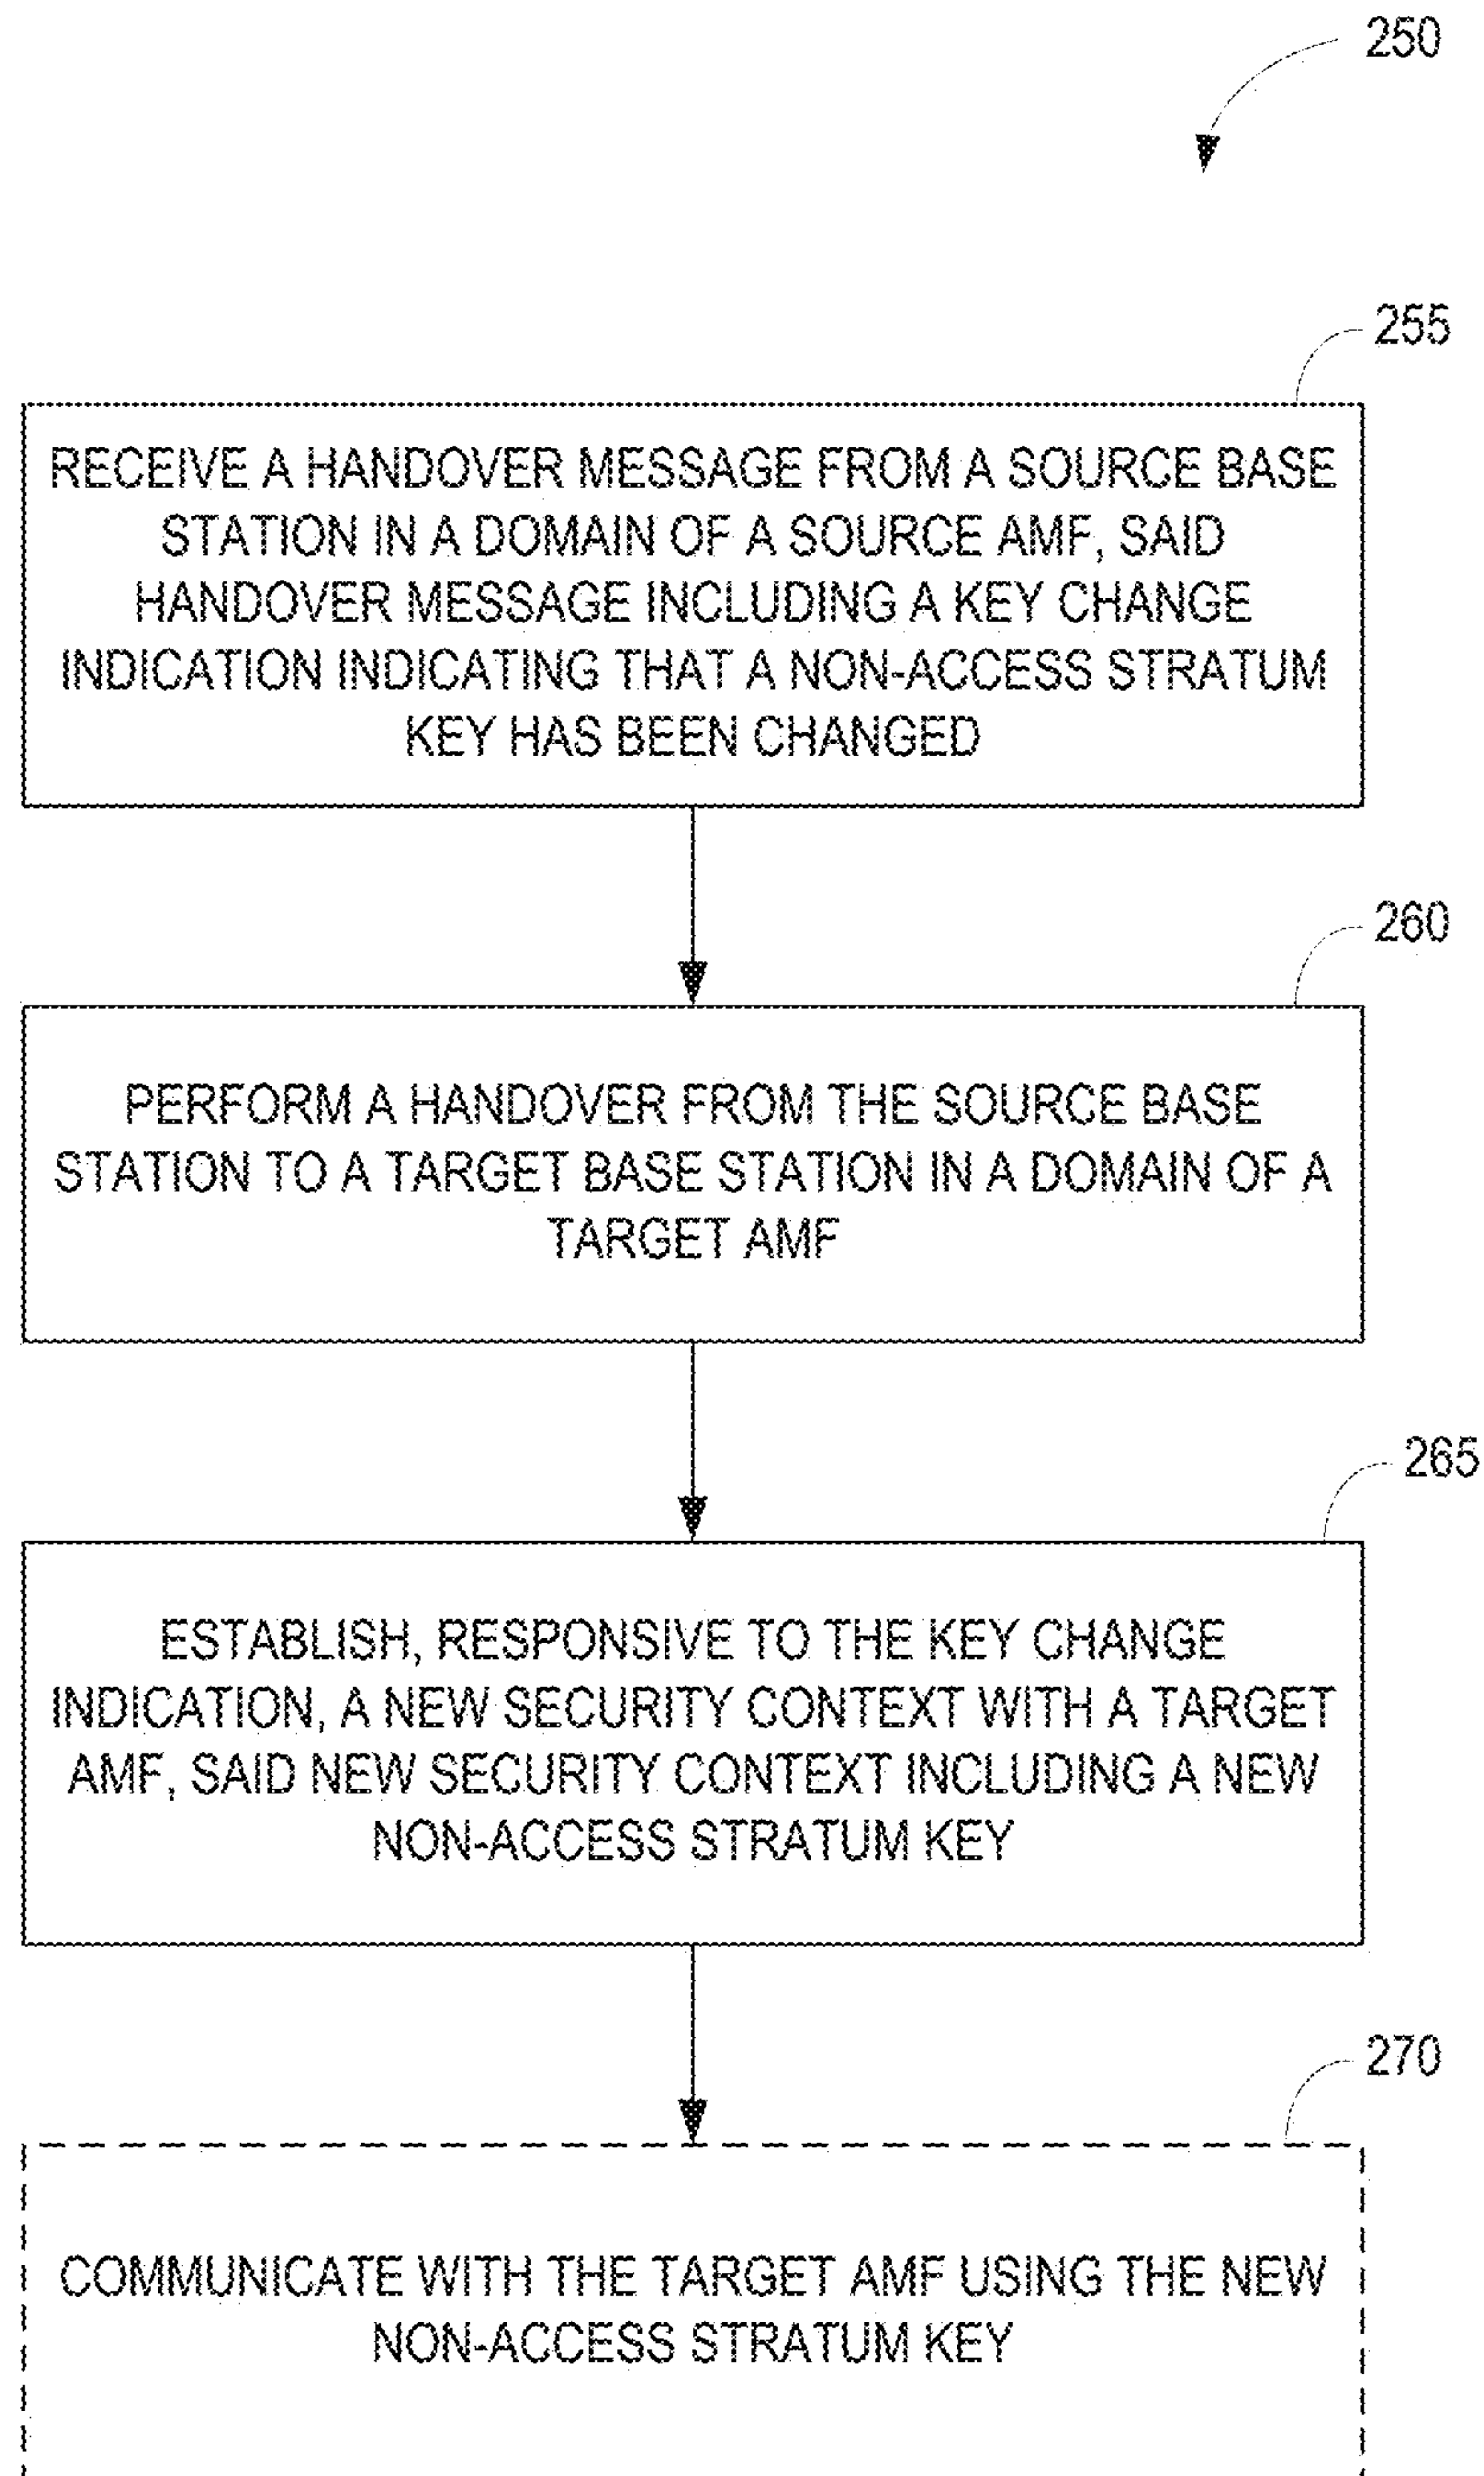 250
255
RECEIVE A HANDOVER MESSAGE FROM A SOURCE BASE
STATION IN A DOMAIN OF A SOURCE AMF, SAID
HANDOVER MESSAGE INCLUDING A KEY CHANGE
INDICATION INDICATING THAT A NON-ACCESS STRATUM
KEY HAS BEEN CHANGED
260
PERFORM A HANDOVER FROM THE SOURCE BASE
STATION TO A TARGET BASE STATION IN A DOMAIN OF A
TARGET AMF
265
ESTABLISH, RESPONSIVE TO THE KEY CHANGE
INDICATION, A NEW SECURITY CONTEXT WITH A TARGET
AMF, SAID NEW SECURITY CONTEXT INCLUDING A NEW
NON-ACCESS STRATUM KEY
270
COMMUNICATE WITH THE TARGET AMF USING THE NEW
NON-ACCESS STRATUM KEY